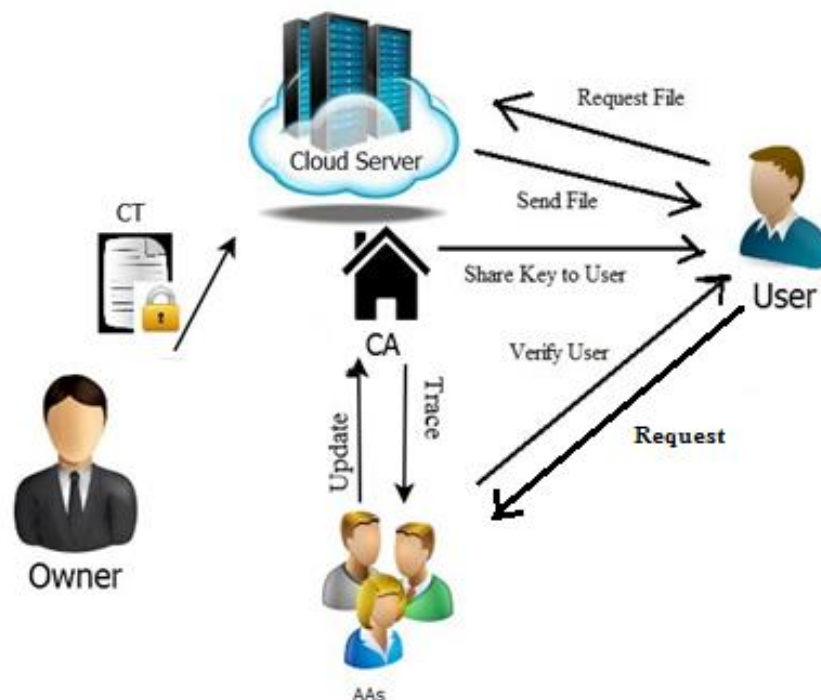 Cloud Server
Request File
Send File
CT
Share Key to User
User
CA
Verify User
Update
Trace
Request
Owner
AAs